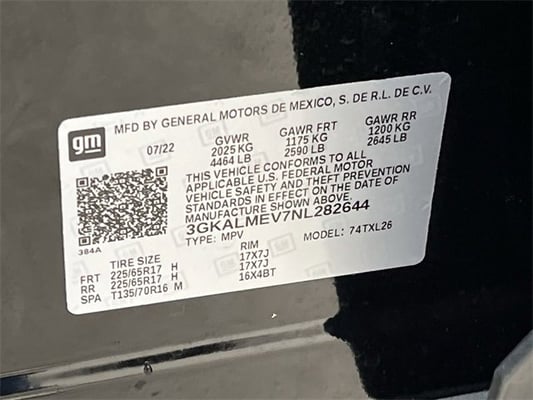 gm
MFD BY GENERAL MOTORS DE MEXICO, S. DE R.L. DE C.V.
07/22 GVWR GAWR FRT GAWR RR
2025 KG 1175 KG 1200 KG
4464 LB 2590 LB 2645 LB
THIS VEHICLE CONFORMS TO ALL
APPLICABLE U.S. FEDERAL MOTOR
VEHICLE SAFETY AND THEFT PREVENTION
STANDARDS IN EFFECT ON THE DATE OF
MANUFACTURE SHOWN ABOVE.
3GKALMEV7NL282644
384A TYPE: MPV MODEL: 74TXL26
TIRE SIZE RIM
FRT 225/65R17 H 17X7J
RR 225/65R17 H 17X7J
SPA T135/70R16 M 16X4BT